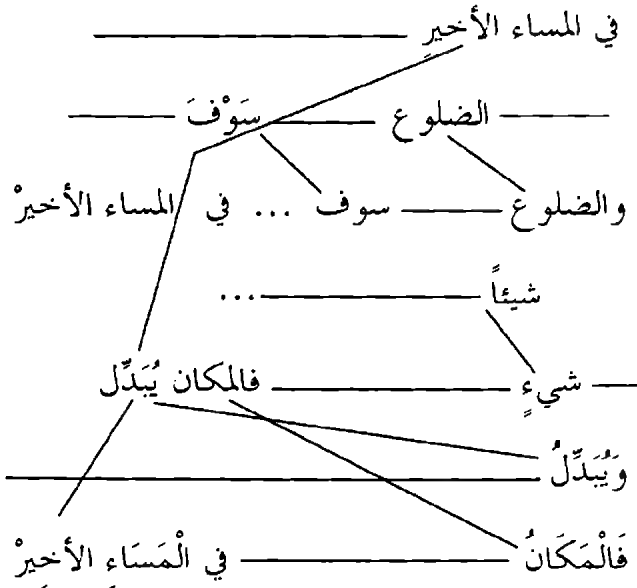 في المساء الأخيرِ
الضلوع سَوْفَ
والضلوع سوف ... في المساء الأخيرْ
شيئاً ...
شيءٍ فالمكان يُبَدِّل
وَيُبَدِّلُ
فَالْمَكَانُ في الْمَسَاءِ الأخيرْ